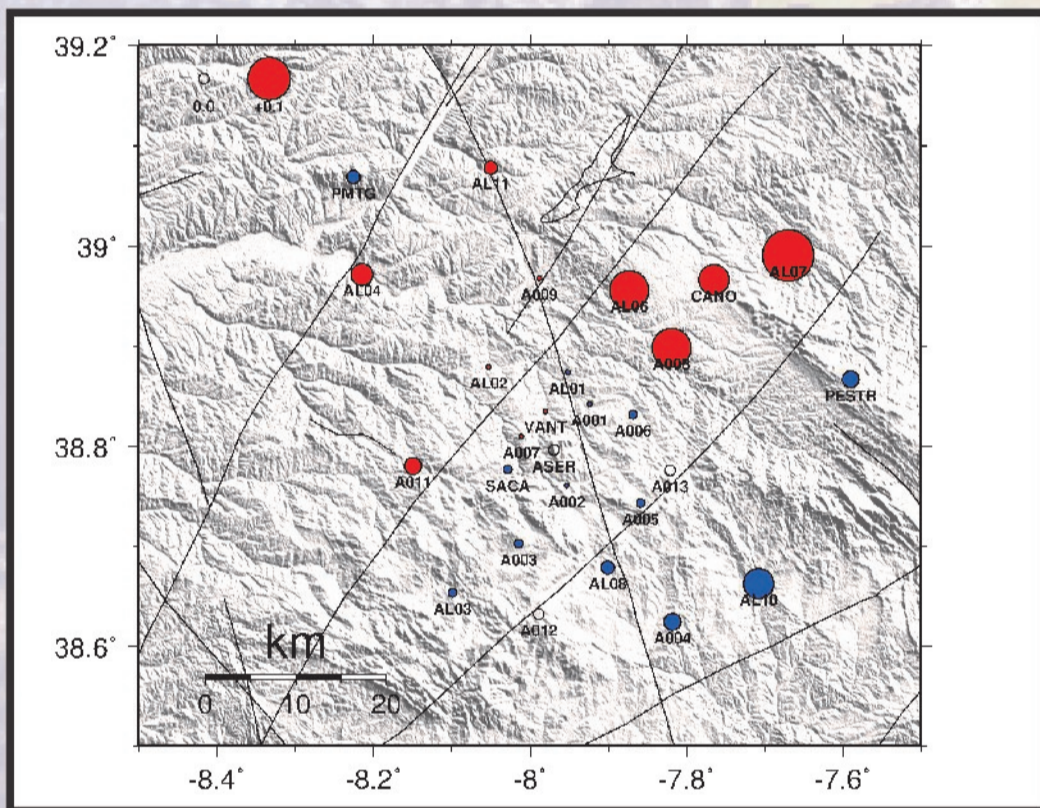 39.2°
0.0
+0.1
PMTG
AL11
39°
AL04
A009
AL06
CANO
AL07
AL02
AL01
PESTR
A001
VANT
A006
38.8°
A007
ASER
A011
SACA
A002
A013
A005
A003
AL08
AL03
AL10
A012
A004
38.6°
km
0
10
20
-8.4°
-8.2°
-8°
-7.8°
-7.6°